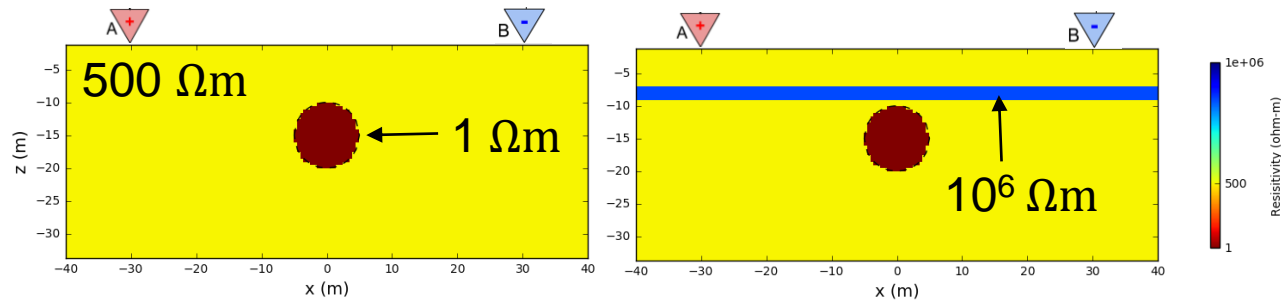 A + B -
500 Ωm
1 Ωm
−5
−10
−15
−20
−25
−30
z (m)
−40 −30 −20 −10 0 10 20 30 40
x (m)
A + B -
−5
−10
−15
−20
−25
−30
10⁶ Ωm
−40 −30 −20 −10 0 10 20 30 40
x (m)
1e+06
500
1
Resisitivity (ohm-m)